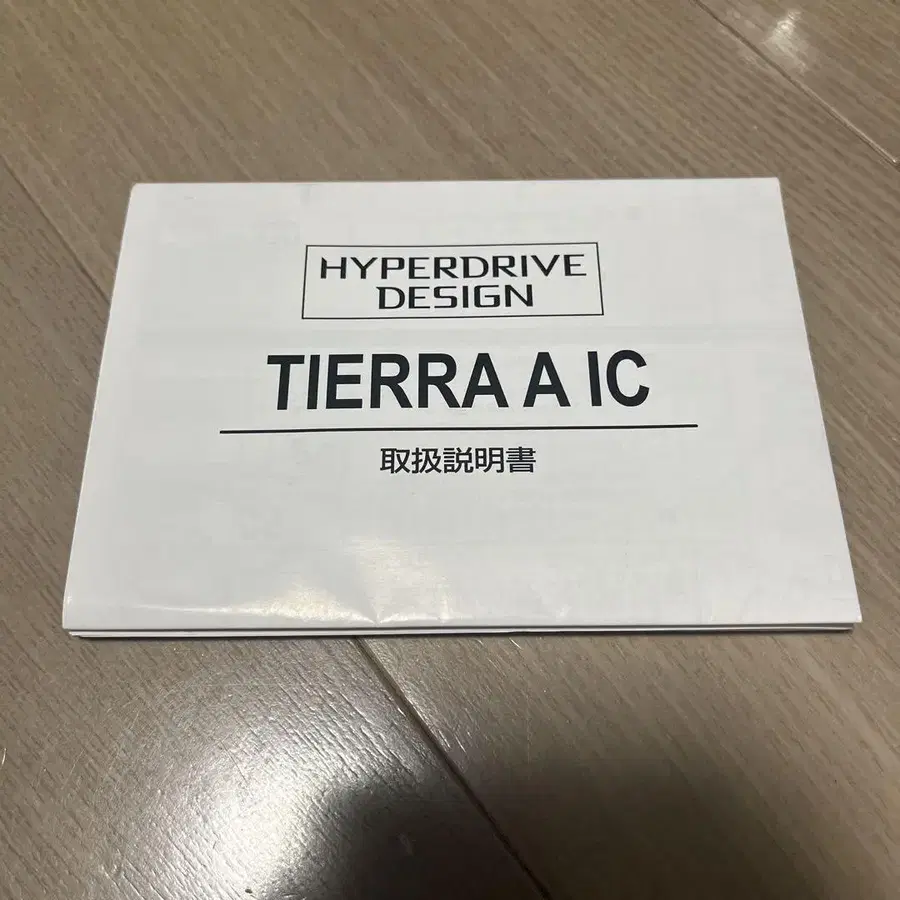 HYPERDRIVE
DESIGN
TIERRA A IC
取扱説明書